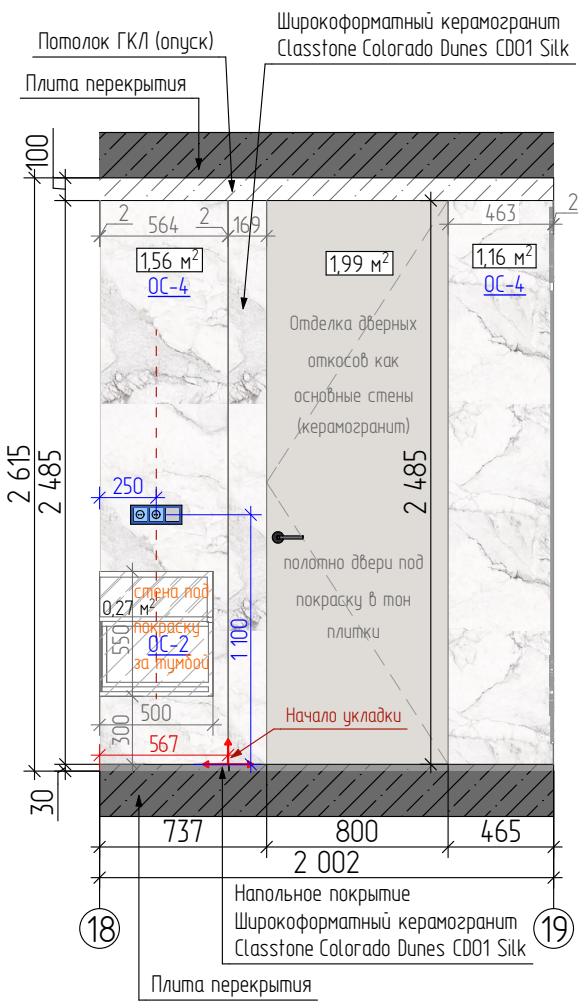 Широкоформатный керамогранит
Classtone Colorado Dunes CD01 Silk
Потолок ГКЛ (опуск)
Плита перекрытия
100
2
564
2
169
463
2
1,56 м²
ОС-4
1,99 м²
1,16 м²
ОС-4
Отделка дверных
откосов как
основные стены
(керамогранит)
2 615
2 485
2 485
250
полотно двери под
покраску в тон
плитки
стена под
0,27 м²
покраску
ОС-2
за тумбой
550
1 100
500
300
567
Начало укладки
30
737
800
465
2 002
18
19
Напольное покрытие
Широкоформатный керамогранит
Classtone Colorado Dunes CD01 Silk
Плита перекрытия